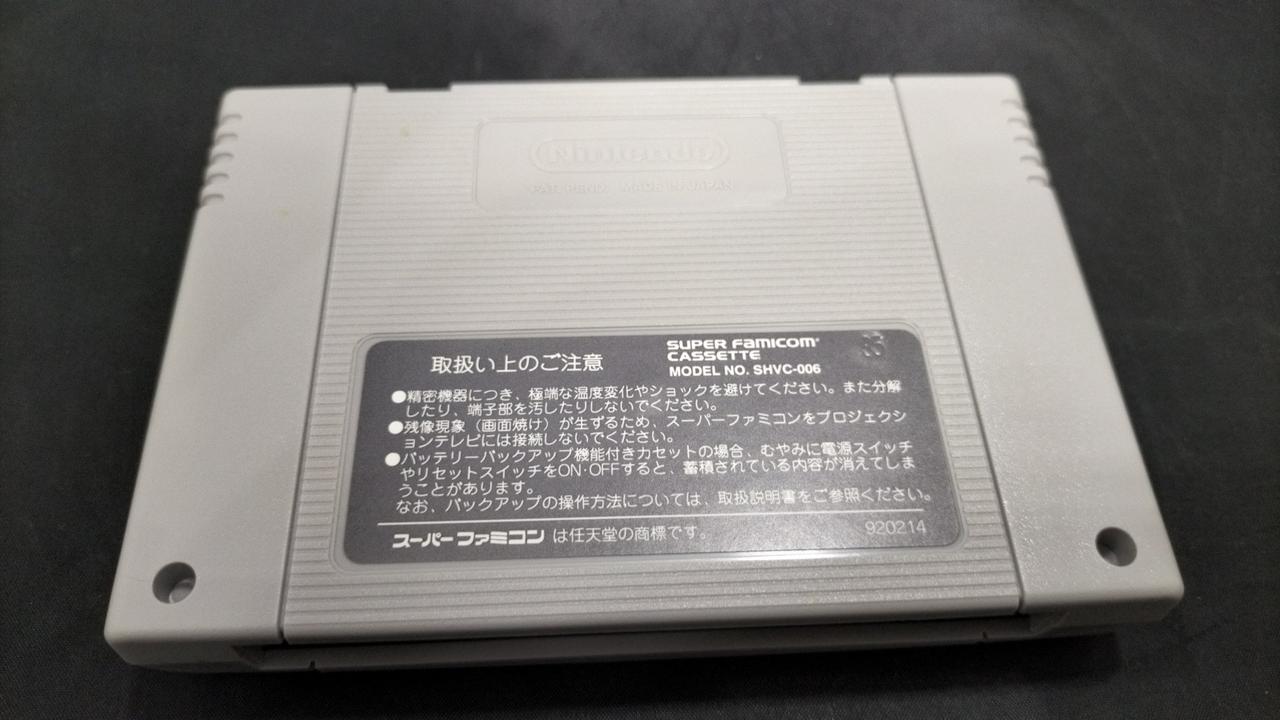 Nintendo
PAT. PEND. MADE IN JAPAN
取扱い上のご注意
SUPER FAMICOM
CASSETTE
MODEL NO. SHVC-006
●精密機器につき、極端な温度変化やショックを避けてください。また分解
したり、端子部を汚したりしないでください。
●残像現象（画面焼け）が生ずるため、スーパーファミコンをプロジェクシ
ョンテレビには接続しないでください。
●バッテリーバックアップ機能付きカセットの場合、むやみに電源スイッチ
やリセットスイッチをON・OFFすると、蓄積されている内容が消えてしま
うことがあります。
なお、バックアップの操作方法については、取扱説明書をご参照ください。
スーパーファミコン は任天堂の商標です。
920214